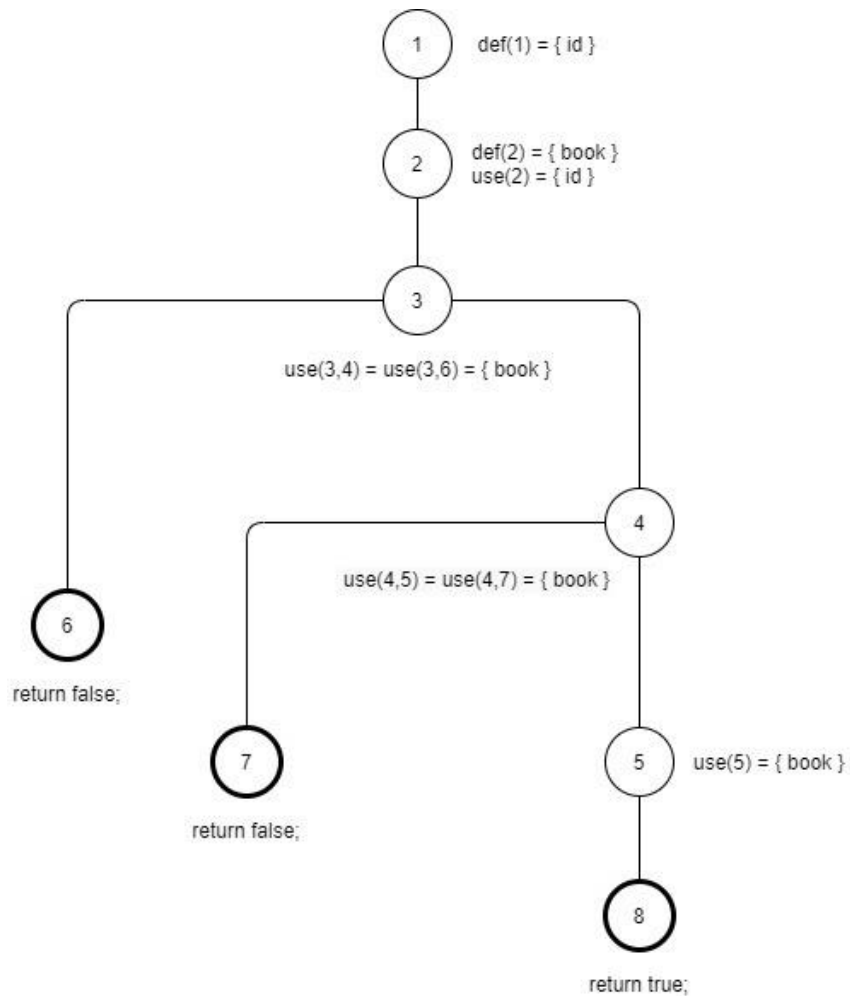 1
def(1) = { id }
2
def(2) = { book }
use(2) = { id }
3
use(3,4) = use(3,6) = { book }
4
use(4,5) = use(4,7) = { book }
6
return false;
7
return false;
5
use(5) = { book }
8
return true;